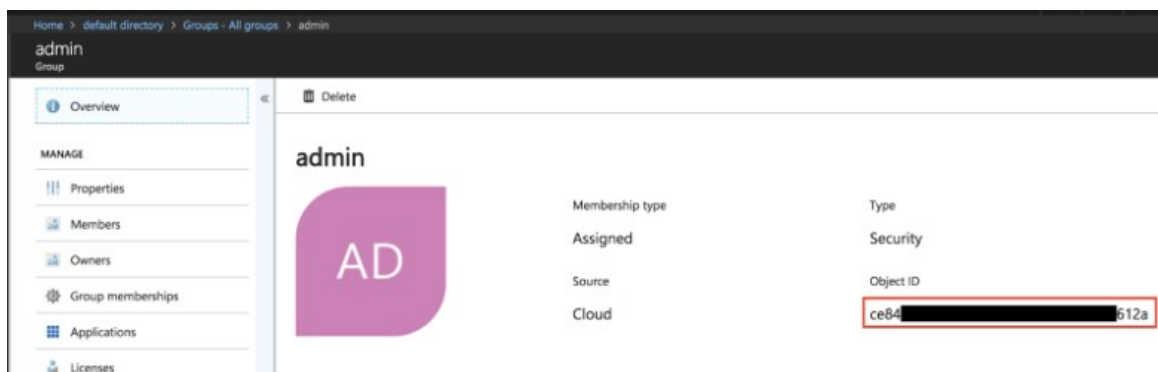 Home > default directory > Groups - All groups > admin
admin
Group
Overview
«
Delete
MANAGE
Properties
Members
Owners
Group memberships
Applications
Licenses
admin
AD
Membership type
Assigned
Source
Cloud
Type
Security
Object ID
ce84
612a